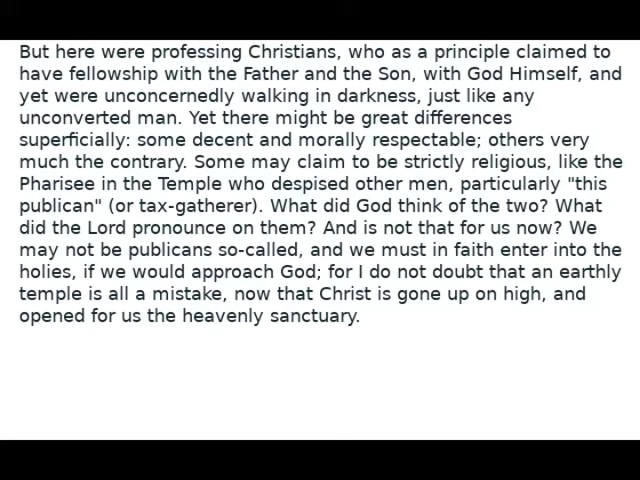 But here were professing Christians, who as a principle claimed to
have fellowship with the Father and the Son, with God Himself, and
yet were unconcernedly walking in darkness, just like any
unconverted man. Yet there might be great differences
superficially: some decent and morally respectable; others very
much the contrary. Some may claim to be strictly religious, like the
Pharisee in the Temple who despised other men, particularly "this
publican" (or tax-gatherer). What did God think of the two? What
did the Lord pronounce on them? And is not that for us now? We
may not be publicans so-called, and we must in faith enter into the
holies, if we would approach God; for I do not doubt that an earthly
temple is all a mistake, now that Christ is gone up on high, and
opened for us the heavenly sanctuary.